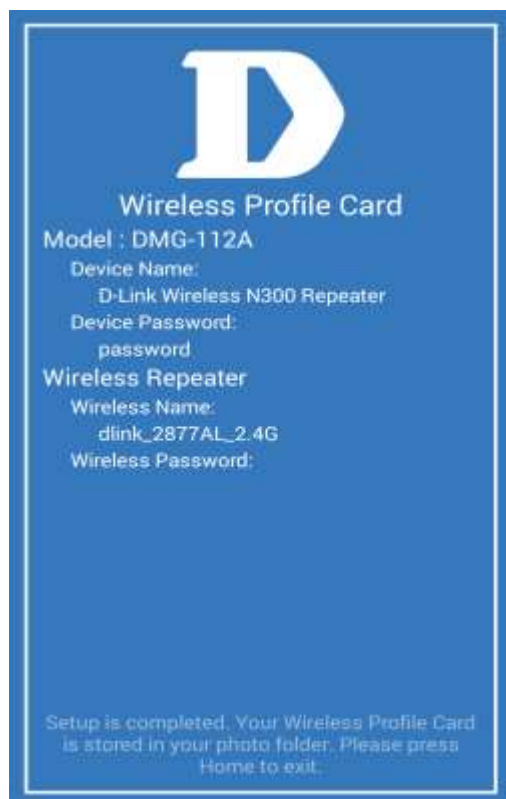 Wireless Profile Card
Model : DMG-112A
Device Name:
D-Link Wireless N300 Repeater
Device Password:
password
Wireless Repeater
Wireless Name:
dlink_2877AL_2.4G
Wireless Password:
Setup is completed. Your Wireless Profile Card
is stored in your photo folder. Please press
Home to exit.